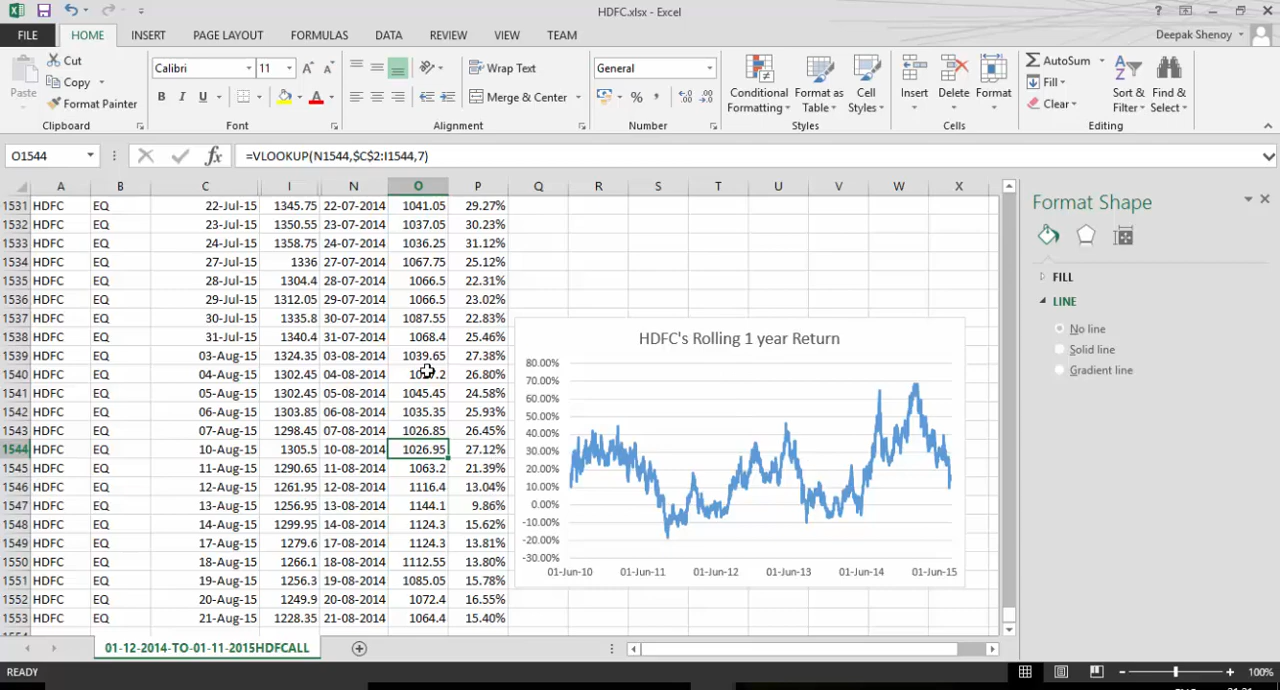 HDFC.xlsx - Excel
FILE HOME INSERT PAGE LAYOUT FORMULAS DATA REVIEW VIEW TEAM Deepak Shenoy
Paste
Cut
Copy
Format Painter
Clipboard
Calibri 11
B I U
Font
Wrap Text
Merge & Center
Alignment
General
Number
Conditional Formatting
Format as Table
Cell Styles
Styles
Insert Delete Format
Cells
AutoSum
Fill
Clear
Sort & Filter
Find & Select
Editing
O1544 =VLOOKUP(N1544,$C$2:I1544,7)
A B C I N O P Q R S T U V W X
1531 HDFC EQ 22-Jul-15 1345.75 22-07-2014 1041.05 29.27%
1532 HDFC EQ 23-Jul-15 1350.55 23-07-2014 1037.05 30.23%
1533 HDFC EQ 24-Jul-15 1358.75 24-07-2014 1036.25 31.12%
1534 HDFC EQ 27-Jul-15 1336 27-07-2014 1067.75 25.12%
1535 HDFC EQ 28-Jul-15 1304.4 28-07-2014 1066.5 22.31%
1536 HDFC EQ 29-Jul-15 1312.05 29-07-2014 1066.5 23.02%
1537 HDFC EQ 30-Jul-15 1335.8 30-07-2014 1087.55 22.83%
1538 HDFC EQ 31-Jul-15 1340.4 31-07-2014 1068.4 25.46%
1539 HDFC EQ 03-Aug-15 1324.35 03-08-2014 1039.65 27.38%
1540 HDFC EQ 04-Aug-15 1302.45 04-08-2014 26.80%
1541 HDFC EQ 05-Aug-15 1302.45 05-08-2014 1045.45 24.58%
1542 HDFC EQ 06-Aug-15 1303.85 06-08-2014 1035.35 25.93%
1543 HDFC EQ 07-Aug-15 1298.45 07-08-2014 1026.85 26.45%
1544 HDFC EQ 10-Aug-15 1305.5 10-08-2014 1026.95 27.12%
1545 HDFC EQ 11-Aug-15 1290.65 11-08-2014 1063.2 21.39%
1546 HDFC EQ 12-Aug-15 1261.95 12-08-2014 1116.4 13.04%
1547 HDFC EQ 13-Aug-15 1256.95 13-08-2014 1144.1 9.86%
1548 HDFC EQ 14-Aug-15 1299.95 14-08-2014 1124.3 15.62%
1549 HDFC EQ 17-Aug-15 1279.6 17-08-2014 1124.3 13.81%
1550 HDFC EQ 18-Aug-15 1266.1 18-08-2014 1112.55 13.80%
1551 HDFC EQ 19-Aug-15 1256.3 19-08-2014 1085.05 15.78%
1552 HDFC EQ 20-Aug-15 1249.9 20-08-2014 1072.4 16.55%
1553 HDFC EQ 21-Aug-15 1228.35 21-08-2014 1064.4 15.40%
HDFC's Rolling 1 year Return
80.00%
70.00%
60.00%
50.00%
40.00%
30.00%
20.00%
10.00%
0.00%
-10.00%
-20.00%
-30.00%
01-Jun-10 01-Jun-11 01-Jun-12 01-Jun-13 01-Jun-14 01-Jun-15
Format Shape
FILL
LINE
No line
Solid line
Gradient line
01-12-2014-TO-01-11-2015HDFCALL
READY 100%